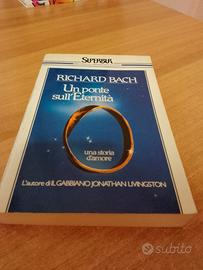 SUPERBUR
RICHARD BACH
Un ponte
sull'Eternità
una storia
d'amore
L'autore di IL GABBIANO JONATHAN LIVINGSTON
subito